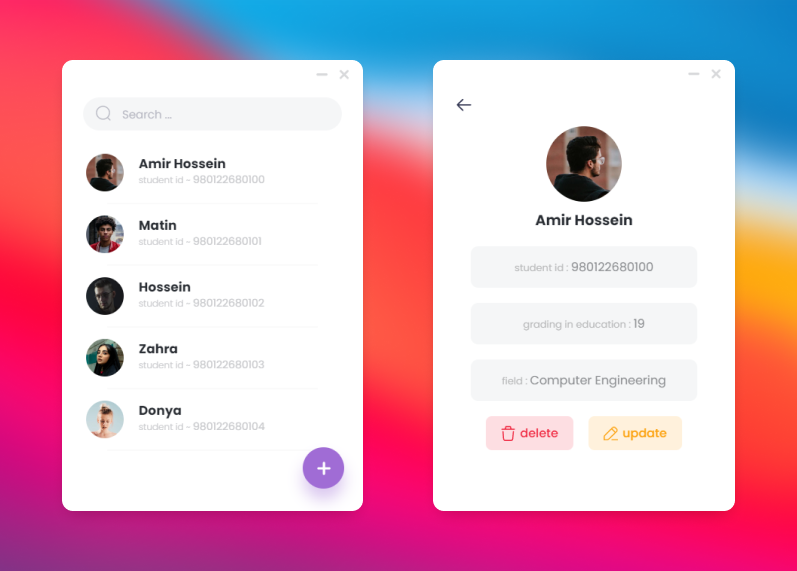 Search ...
Amir Hossein
student id - 980122680100
Matin
student id - 980122680101
Hossein
student id - 980122680102
Zahra
student id - 980122680103
Donya
student id - 980122680104
Amir Hossein
student id : 980122680100
grading in education : 19
field : Computer Engineering
delete
update